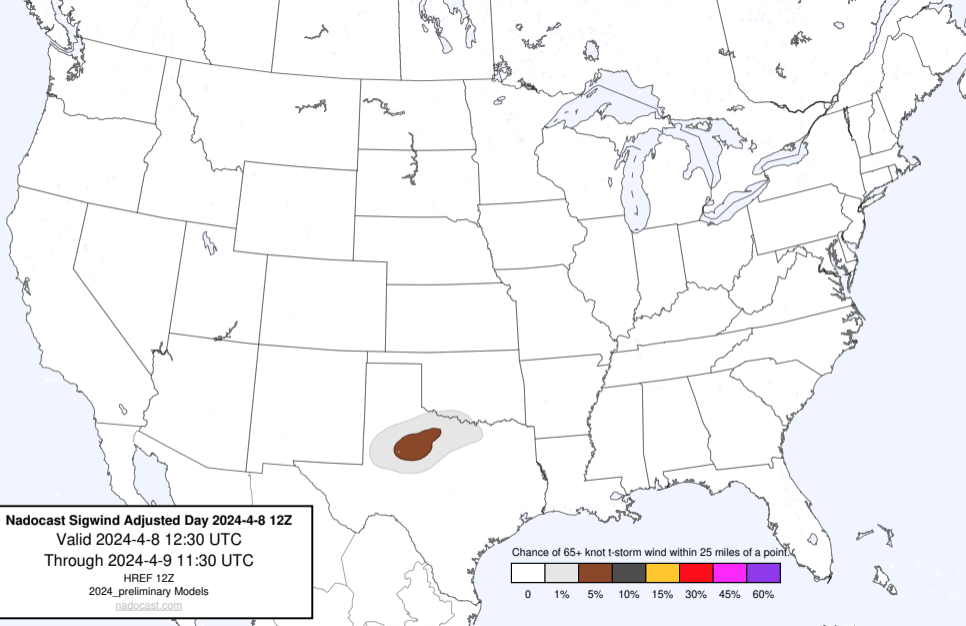 Nadocast Sigwind Adjusted Day 2024-4-8 12Z
Valid 2024-4-8 12:30 UTC
Through 2024-4-9 11:30 UTC
HREF 12Z
2024_preliminary Models
nadocast.com
Chance of 65+ knot t-storm wind within 25 miles of a point.
0 1% 5% 10% 15% 30% 45% 60%